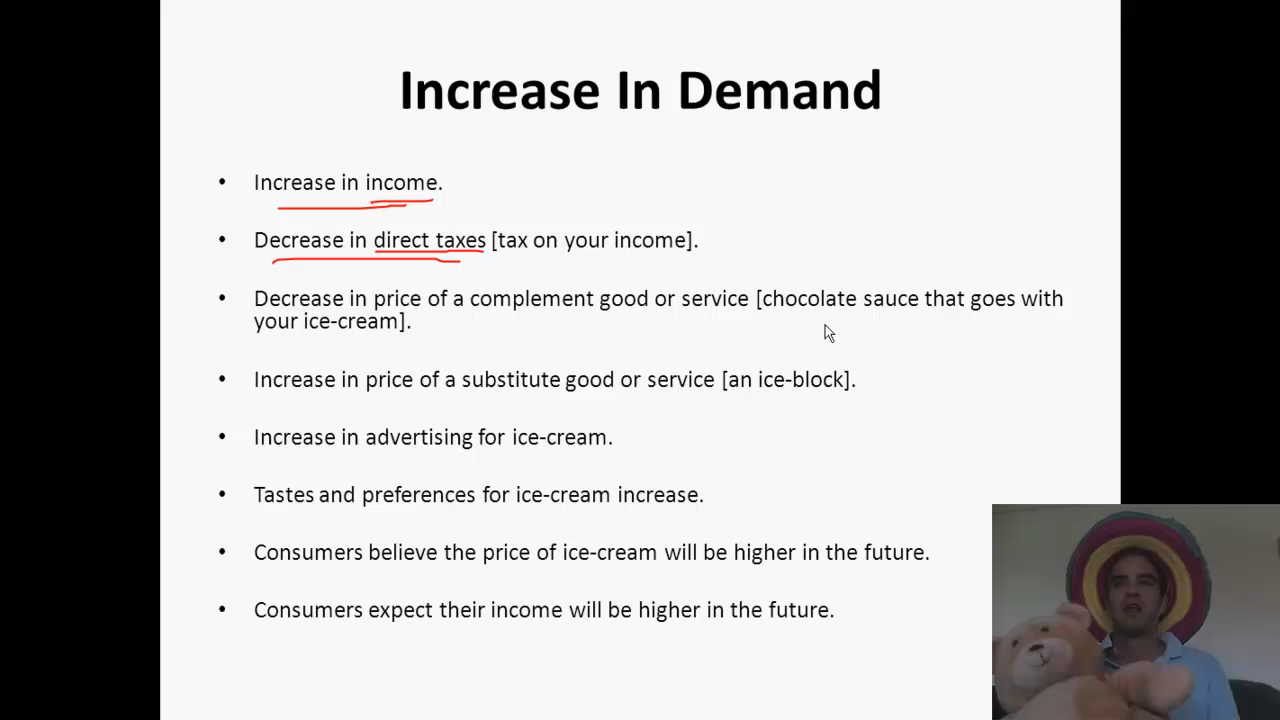 Increase In Demand
• Increase in income.
• Decrease in direct taxes [tax on your income].
• Decrease in price of a complement good or service [chocolate sauce that goes with
your ice-cream].
• Increase in price of a substitute good or service [an ice-block].
• Increase in advertising for ice-cream.
• Tastes and preferences for ice-cream increase.
• Consumers believe the price of ice-cream will be higher in the future.
• Consumers expect their income will be higher in the future.